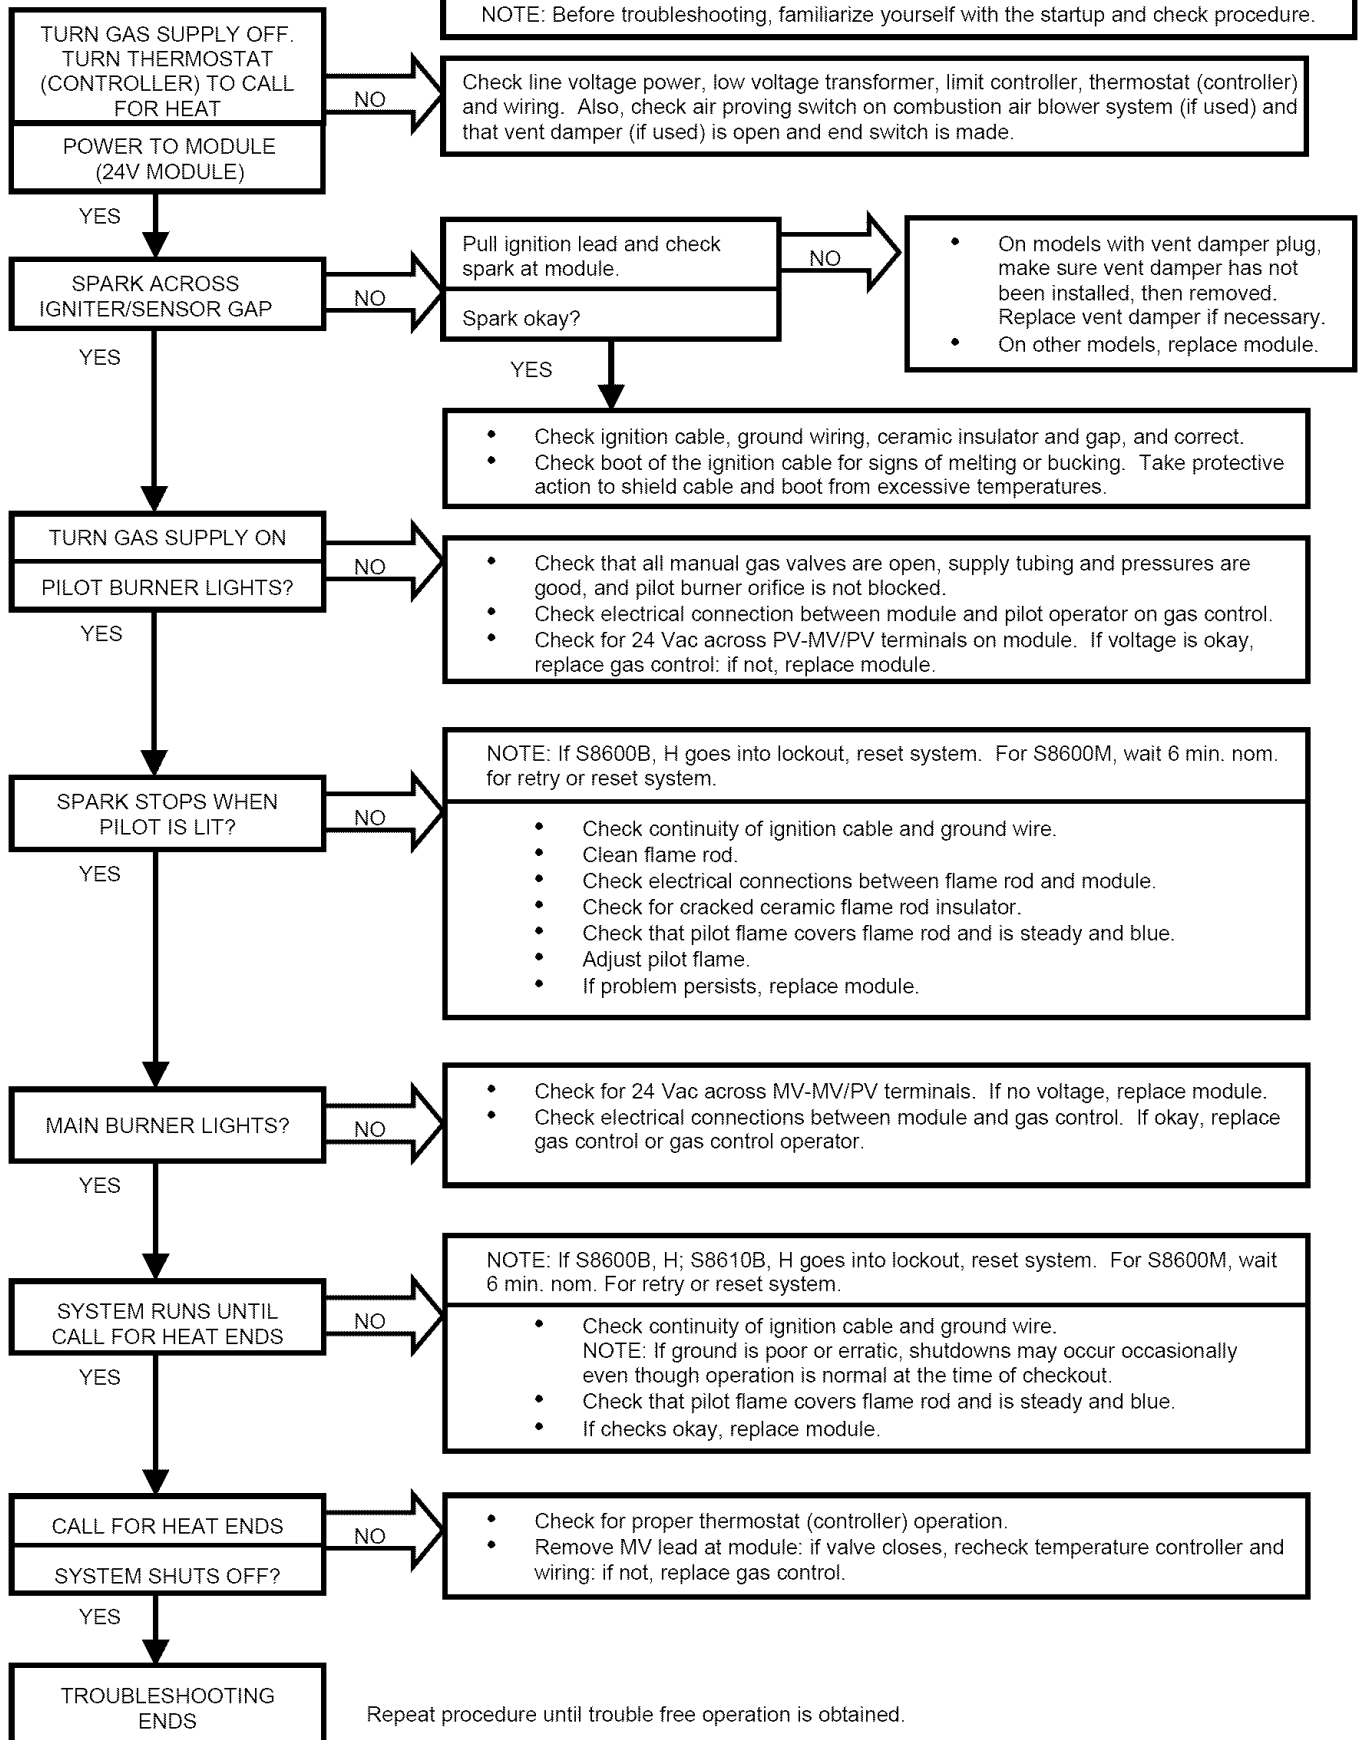 NOTE: Before troubleshooting, familiarize yourself with the startup and check procedure.
TURN GAS SUPPLY OFF.
TURN THERMOSTAT
(CONTROLLER) TO CALL
FOR HEAT
POWER TO MODULE
(24V MODULE)
NO
Check line voltage power, low voltage transformer, limit controller, thermostat (controller)
and wiring. Also, check air proving switch on combustion air blower system (if used) and
that vent damper (if used) is open and end switch is made.
YES
SPARK ACROSS
IGNITER/SENSOR GAP
NO
Pull ignition lead and check
spark at module.
Spark okay?
NO
• On models with vent damper plug,
make sure vent damper has not
been installed, then removed.
Replace vent damper if necessary.
• On other models, replace module.
YES
YES
• Check ignition cable, ground wiring, ceramic insulator and gap, and correct.
• Check boot of the ignition cable for signs of melting or bucking. Take protective
action to shield cable and boot from excessive temperatures.
TURN GAS SUPPLY ON
PILOT BURNER LIGHTS?
NO
• Check that all manual gas valves are open, supply tubing and pressures are
good, and pilot burner orifice is not blocked.
• Check electrical connection between module and pilot operator on gas control.
• Check for 24 Vac across PV-MV/PV terminals on module. If voltage is okay,
replace gas control: if not, replace module.
YES
SPARK STOPS WHEN
PILOT IS LIT?
NO
NOTE: If S8600B, H goes into lockout, reset system. For S8600M, wait 6 min. nom.
for retry or reset system.
• Check continuity of ignition cable and ground wire.
• Clean flame rod.
• Check electrical connections between flame rod and module.
• Check for cracked ceramic flame rod insulator.
• Check that pilot flame covers flame rod and is steady and blue.
• Adjust pilot flame.
• If problem persists, replace module.
YES
MAIN BURNER LIGHTS?
NO
• Check for 24 Vac across MV-MV/PV terminals. If no voltage, replace module.
• Check electrical connections between module and gas control. If okay, replace
gas control or gas control operator.
YES
SYSTEM RUNS UNTIL
CALL FOR HEAT ENDS
NO
NOTE: If S8600B, H; S8610B, H goes into lockout, reset system. For S8600M, wait
6 min. nom. For retry or reset system.
• Check continuity of ignition cable and ground wire.
NOTE: If ground is poor or erratic, shutdowns may occur occasionally
even though operation is normal at the time of checkout.
• Check that pilot flame covers flame rod and is steady and blue.
• If checks okay, replace module.
YES
CALL FOR HEAT ENDS
SYSTEM SHUTS OFF?
NO
• Check for proper thermostat (controller) operation.
• Remove MV lead at module: if valve closes, recheck temperature controller and
wiring: if not, replace gas control.
YES
TROUBLESHOOTING
ENDS
Repeat procedure until trouble free operation is obtained.